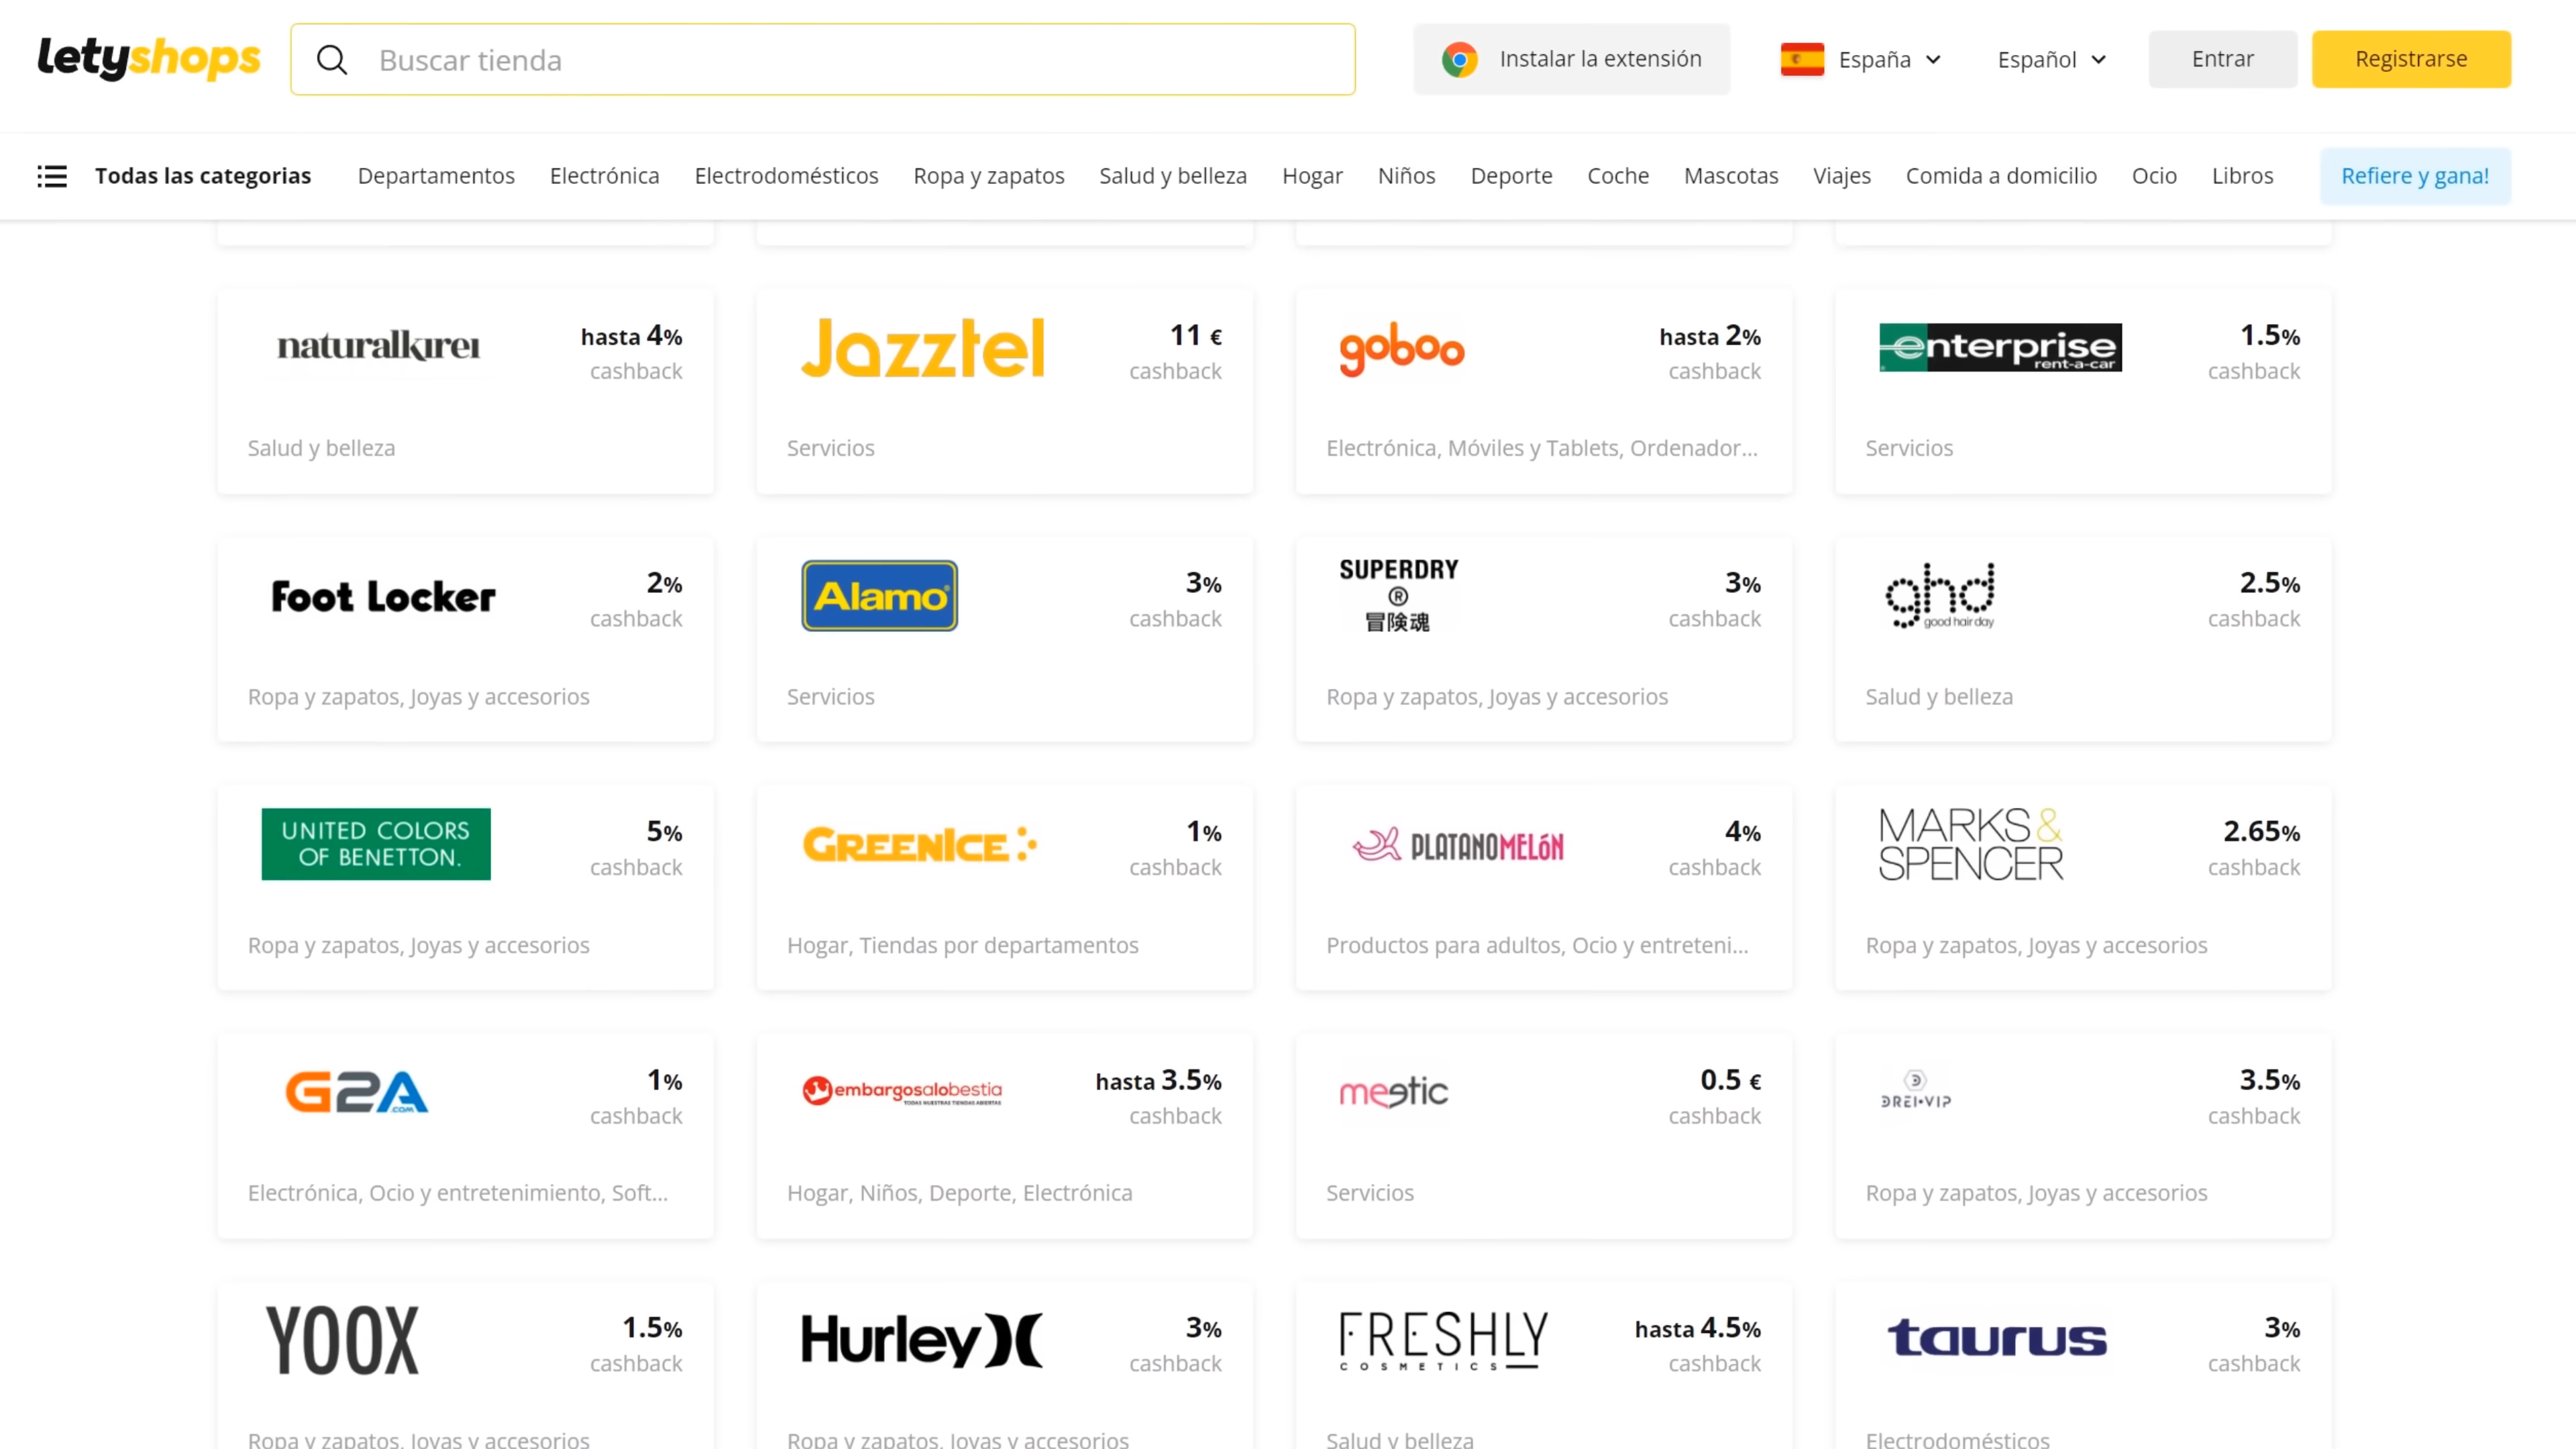 letyshops
Buscar tienda
Instalar la extensión
España
Español
Entrar
Registrarse
Todas las categorias
Departamentos
Electrónica
Electrodomésticos
Ropa y zapatos
Salud y belleza
Hogar
Niños
Deporte
Coche
Mascotas
Viajes
Comida a domicilio
Ocio
Libros
Refiere y gana!
naturalkirei
hasta 4%
cashback
Salud y belleza
Jazztel
11 €
cashback
Servicios
goboo
hasta 2%
cashback
Electrónica, Móviles y Tablets, Ordenador...
enterprise
rent-a-car
1.5%
cashback
Servicios
Foot Locker
2%
cashback
Ropa y zapatos, Joyas y accesorios
Alamo
3%
cashback
Servicios
SUPERDRY
®
冒険魂
3%
cashback
Ropa y zapatos, Joyas y accesorios
ghd
good hair day
2.5%
cashback
Salud y belleza
UNITED COLORS
OF BENETTON.
5%
cashback
Ropa y zapatos, Joyas y accesorios
GREENICE
1%
cashback
Hogar, Tiendas por departamentos
PLATANOMELÓN
4%
cashback
Productos para adultos, Ocio y entreteni...
MARKS &
SPENCER
2.65%
cashback
Ropa y zapatos, Joyas y accesorios
G2A
.COM
1%
cashback
Electrónica, Ocio y entretenimiento, Soft...
embargosalobestia
TODAS NUESTRAS TIENDAS ABIERTAS
hasta 3.5%
cashback
Hogar, Niños, Deporte, Electrónica
meetic
0.5 €
cashback
Servicios
DREI•VIP
3.5%
cashback
Ropa y zapatos, Joyas y accesorios
YOOX
1.5%
cashback
Ropa y zapatos, Joyas y accesorios
Hurley
3%
cashback
Ropa y zapatos, Joyas y accesorios
FRESHLY
COSMETICS
hasta 4.5%
cashback
Salud y belleza
taurus
3%
cashback
Electrodomésticos